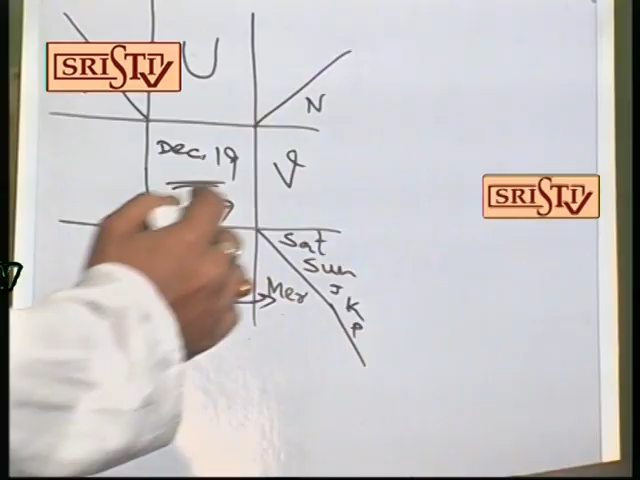 SRISTI
U
N
Dec. 19
SRISTI
Sat
Sun
J
Mer
K
P